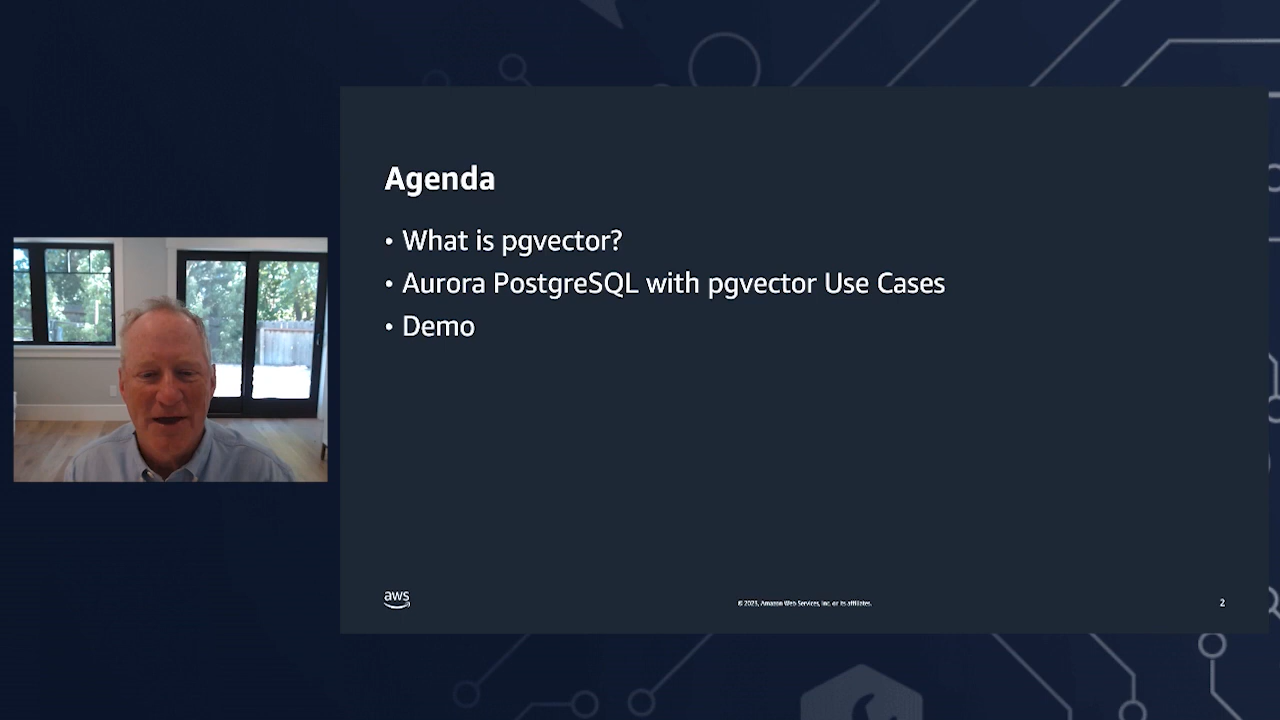 Agenda
• What is pgvector?
• Aurora PostgreSQL with pgvector Use Cases
• Demo
aws
© 2023, Amazon Web Services, Inc. or its affiliates.
2